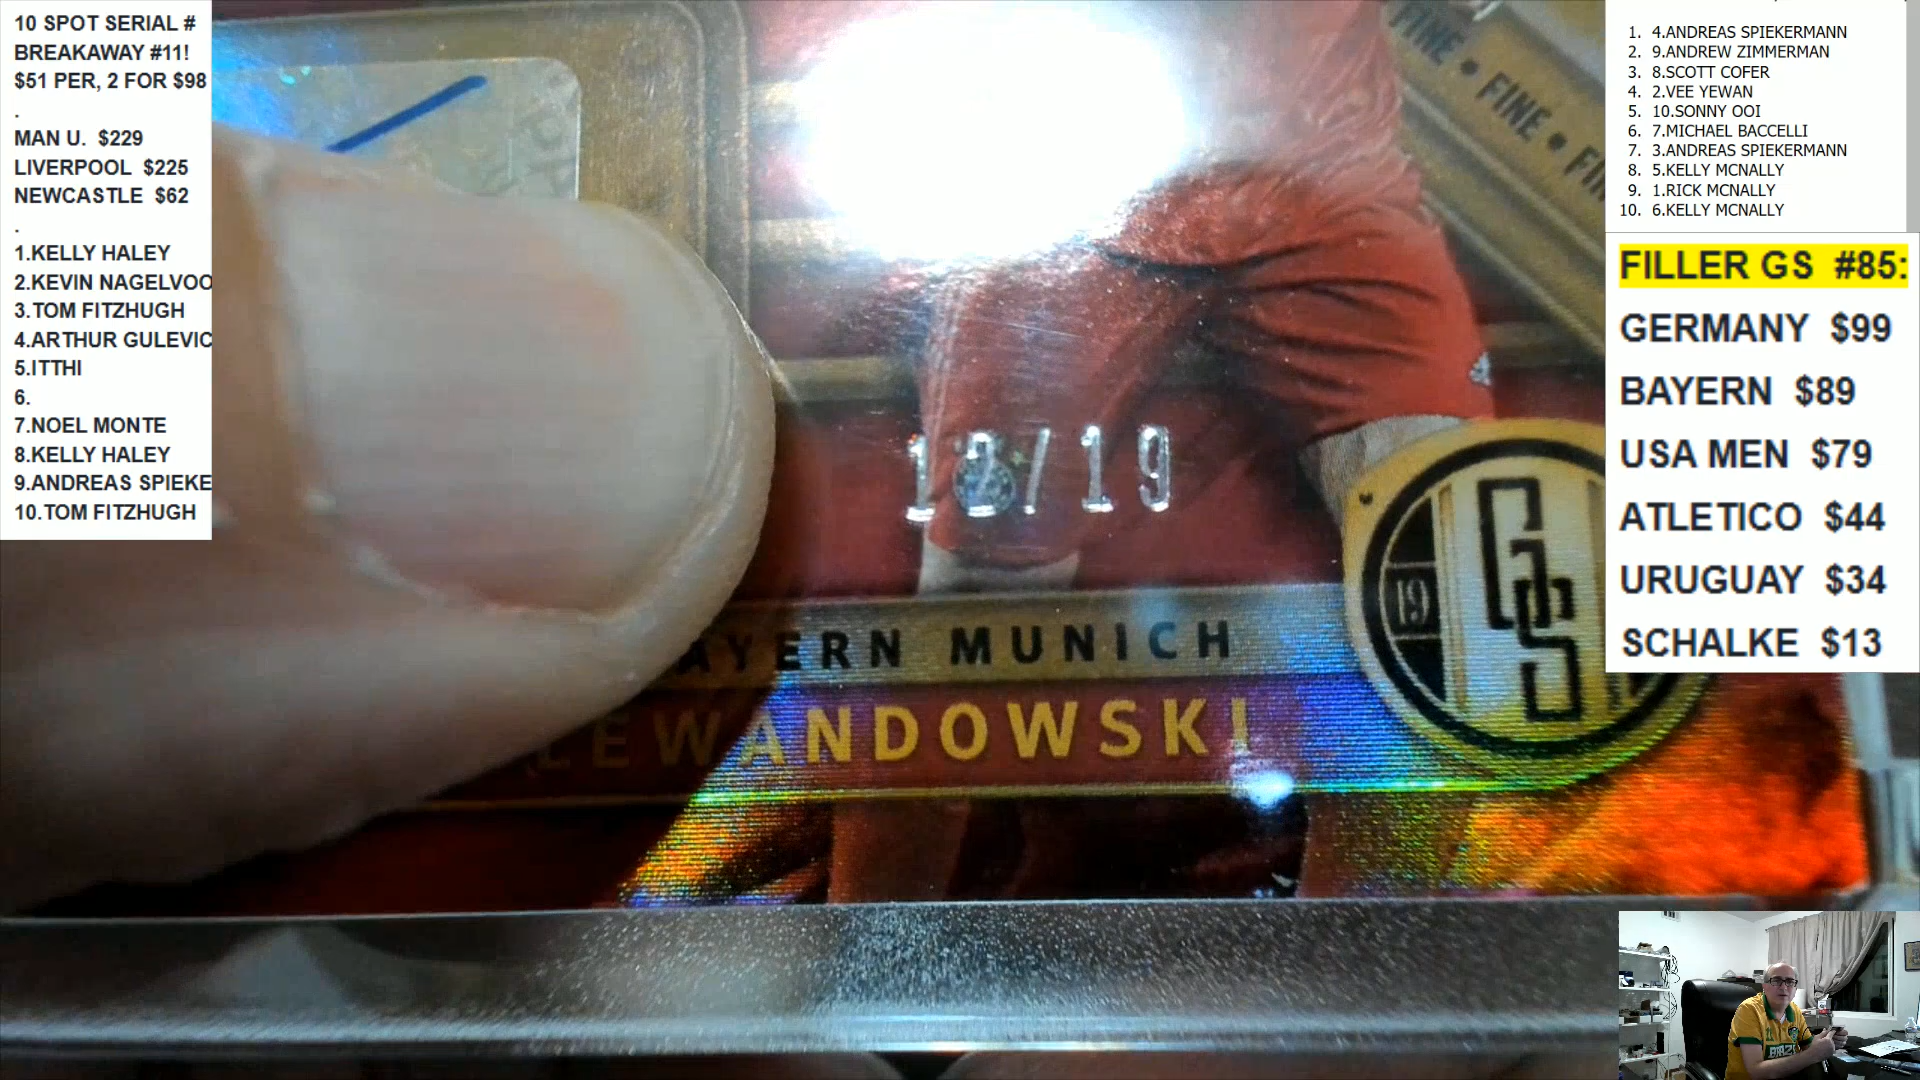 10 SPOT SERIAL #
BREAKAWAY #11!
$51 PER, 2 FOR $98
.
MAN U. $229
LIVERPOOL $225
NEWCASTLE $62
.
1.KELLY HALEY
2.KEVIN NAGELVOO
3.TOM FITZHUGH
4.ARTHUR GULEVIC
5.ITTHI
6.
7.NOEL MONTE
8.KELLY HALEY
9.ANDREAS SPIEKE
10.TOM FITZHUGH
FINE • FINE • FIN
/19
19
GS
AYERN MUNICH
LEWANDOWSKI
1. 4.ANDREAS SPIEKERMANN
2. 9.ANDREW ZIMMERMAN
3. 8.SCOTT COFER
4. 2.VEE YEWAN
5. 10.SONNY OOI
6. 7.MICHAEL BACCELLI
7. 3.ANDREAS SPIEKERMANN
8. 5.KELLY MCNALLY
9. 1.RICK MCNALLY
10. 6.KELLY MCNALLY
FILLER GS #85:
GERMANY $99
BAYERN $89
USA MEN $79
ATLETICO $44
URUGUAY $34
SCHALKE $13